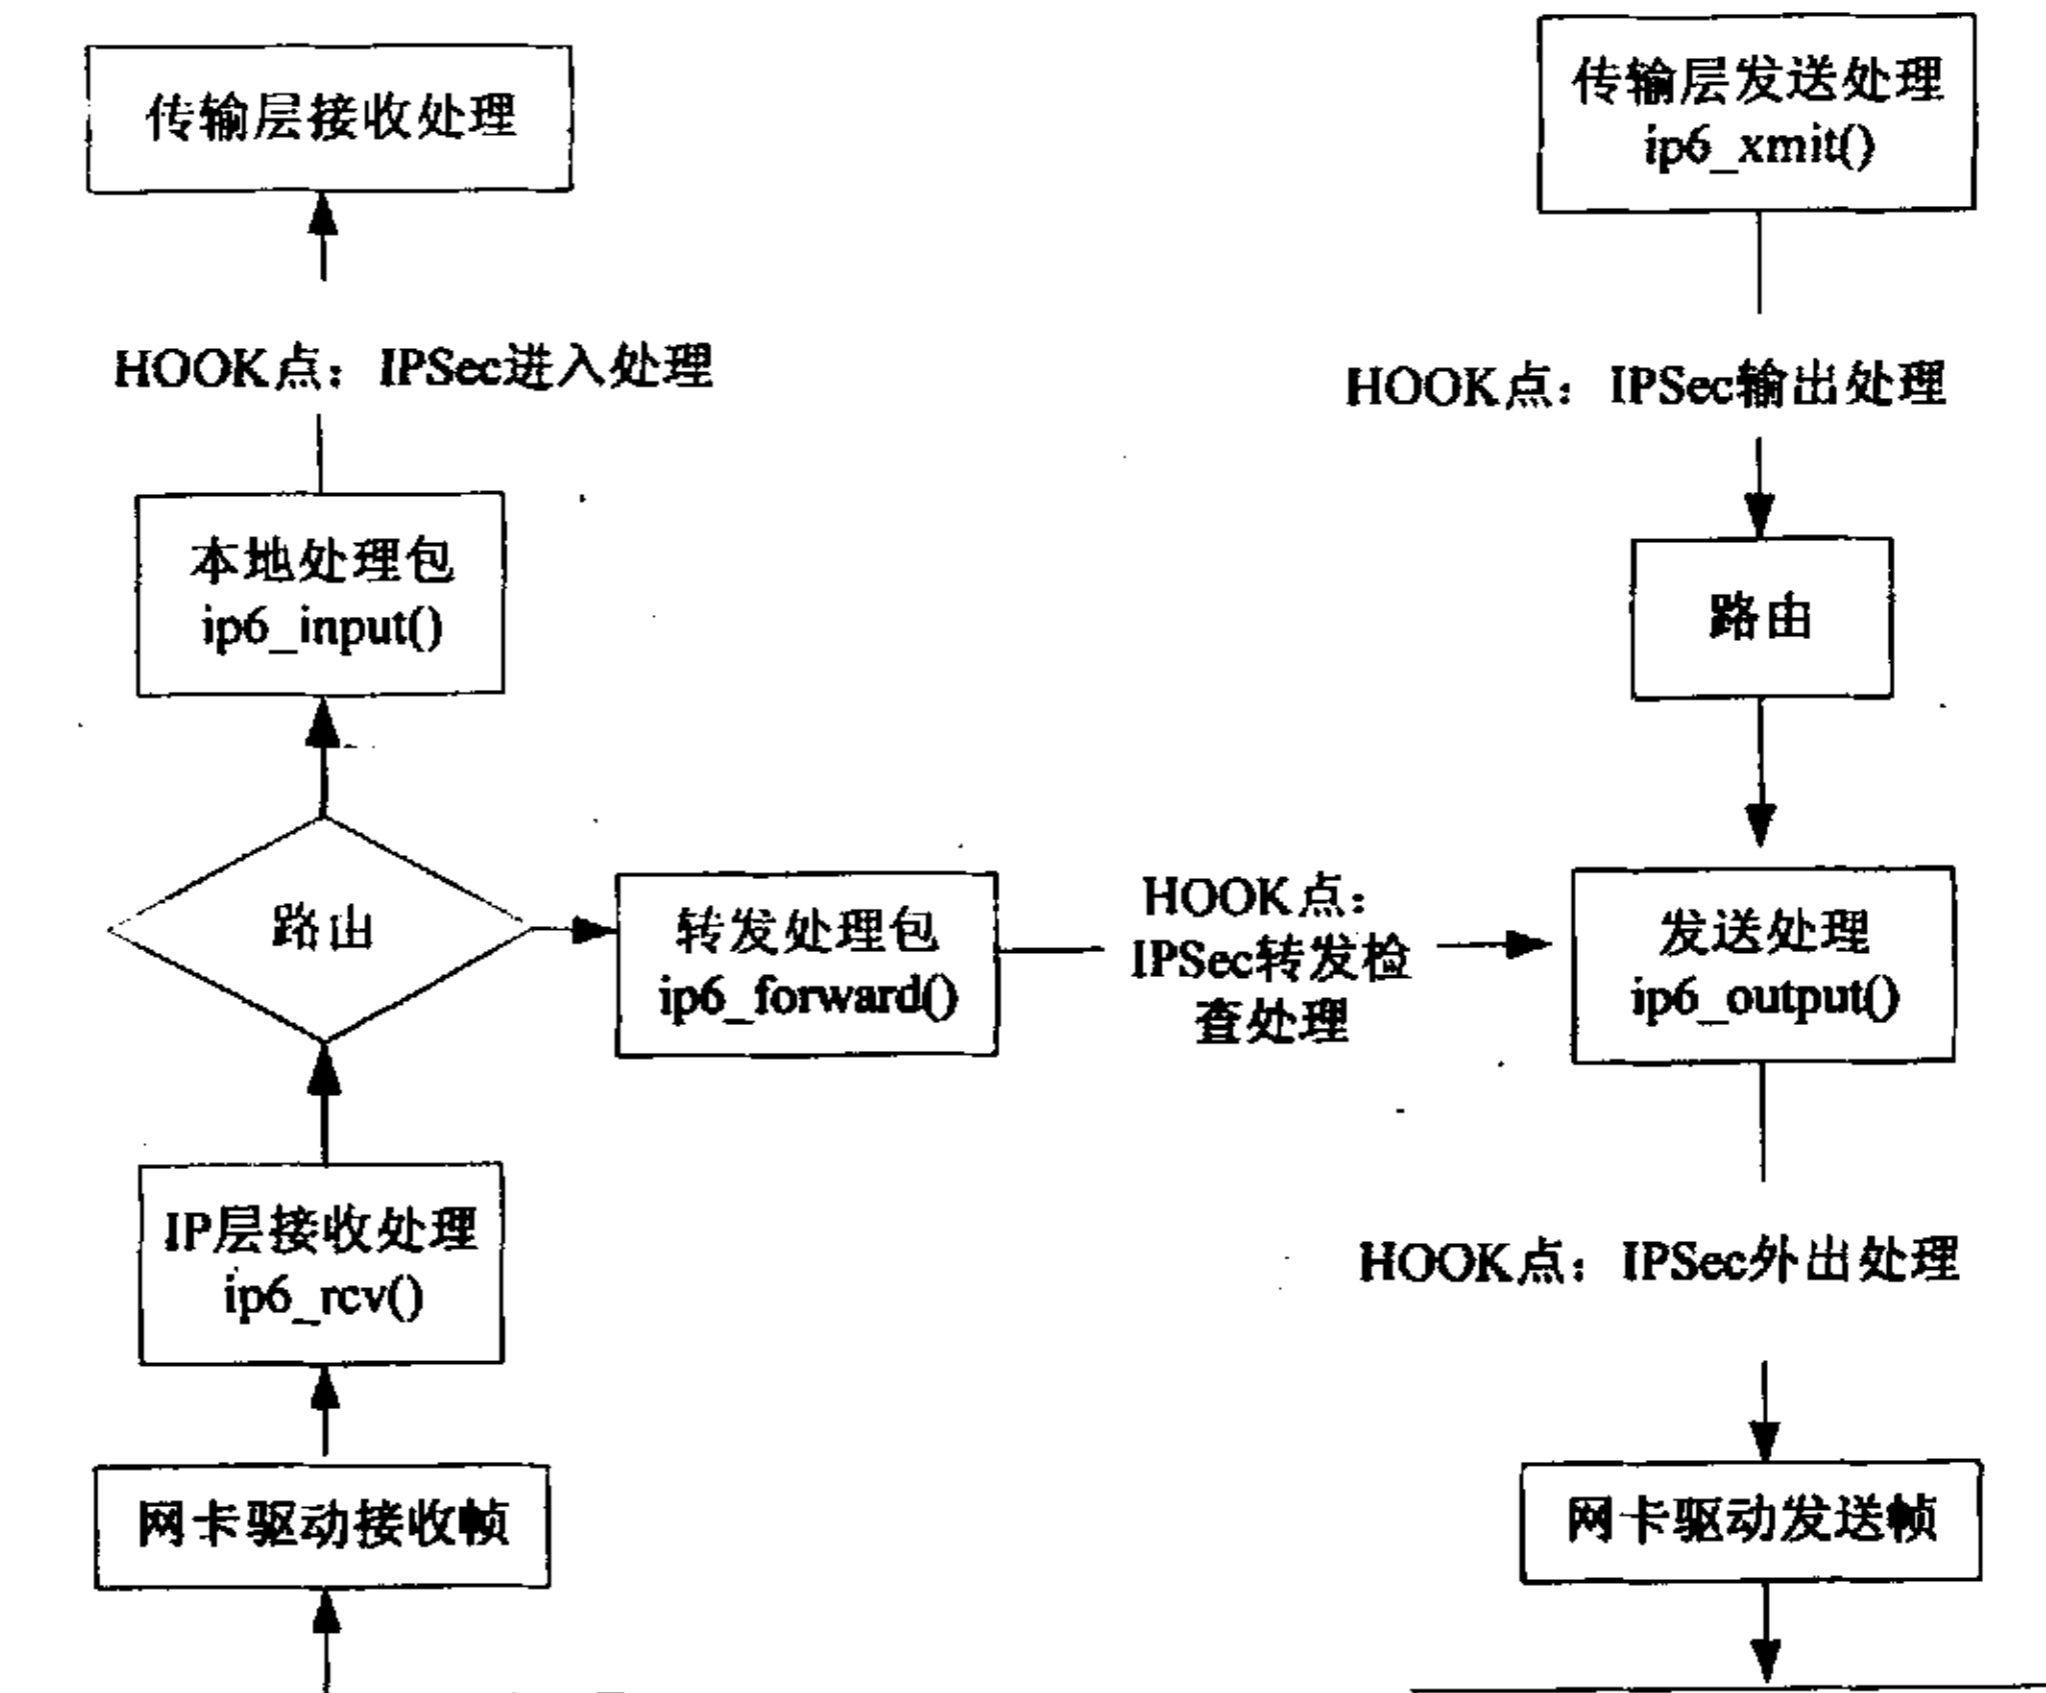 传输层接收处理
传输层发送处理
ip6_xmit()
HOOK点：IPSec进入处理
HOOK点：IPSec输出处理
本地处理包
ip6_input()
路由
路由
转发处理包
ip6_forward()
HOOK点：
IPSec转发检
查处理
发送处理
ip6_output()
IP层接收处理
ip6_rcv()
HOOK点：IPSec外出处理
网卡驱动接收帧
网卡驱动发送帧